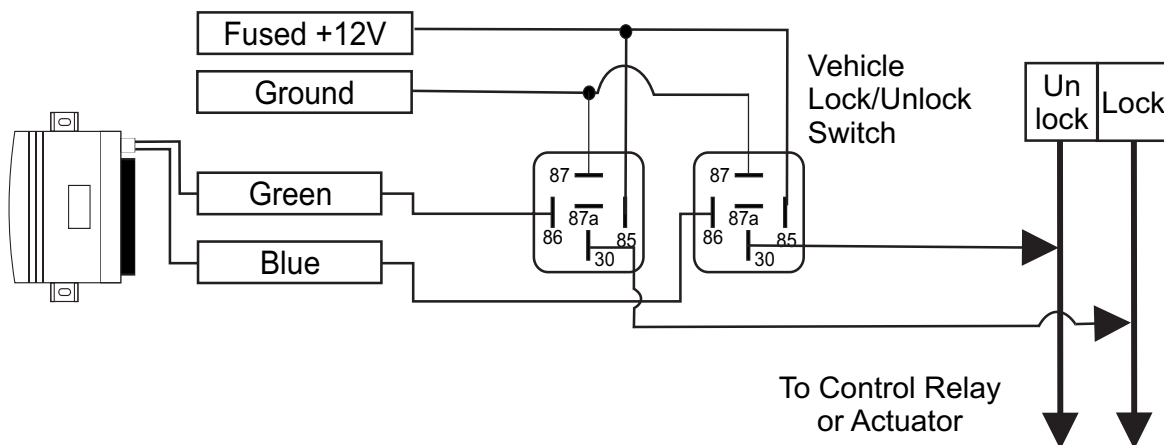 Fused +12V
Ground
Green
Blue
87
87a
86
85
30
87
87a
86
85
30
Vehicle
Lock/Unlock
Switch
Un
lock
Lock
To Control Relay
or Actuator